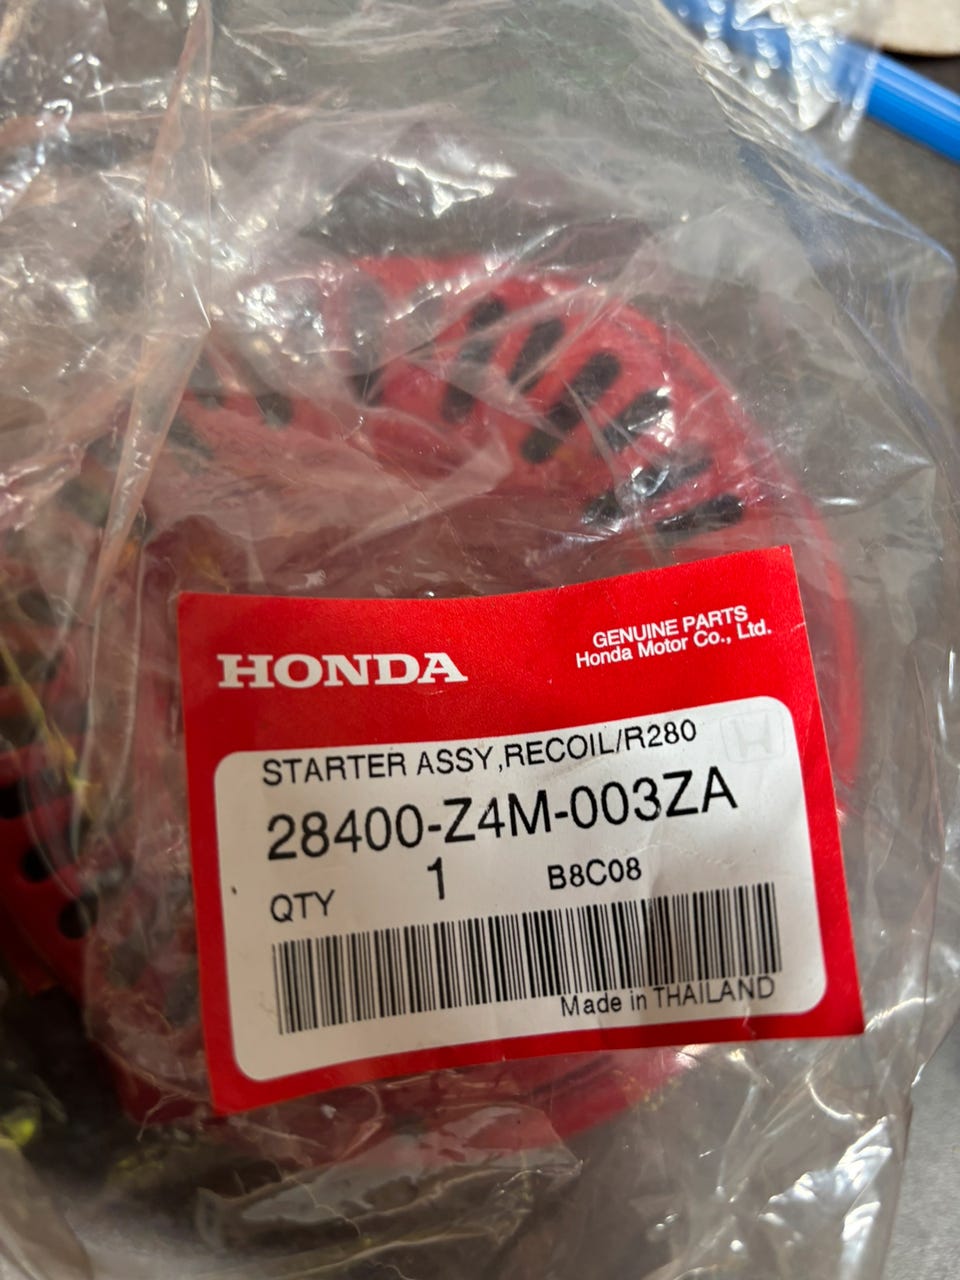 HONDA
GENUINE PARTS
Honda Motor Co., Ltd.
STARTER ASSY,RECOIL/R280
28400-Z4M-003ZA
QTY 1 B8C08
Made in THAILAND